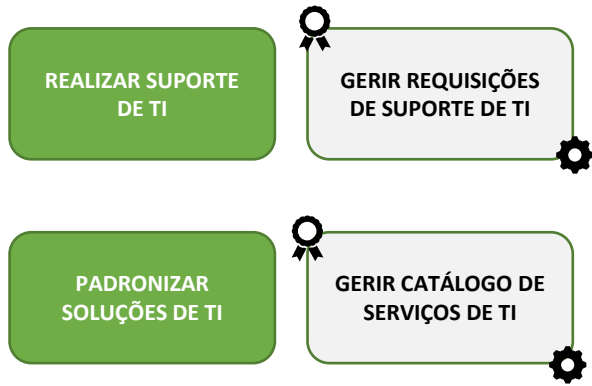 REALIZAR SUPORTE
DE TI
GERIR REQUISIÇÕES
DE SUPORTE DE TI
PADRONIZAR
SOLUÇÕES DE TI
GERIR CATÁLOGO DE
SERVIÇOS DE TI